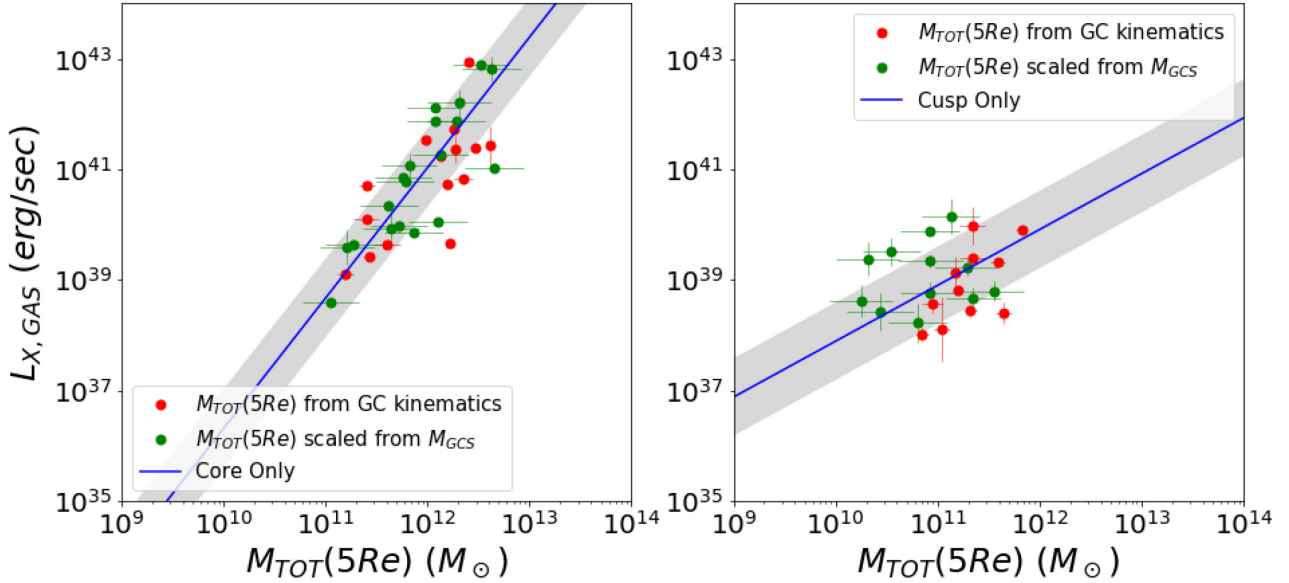 10^43
10^41
10^39
10^37
10^35
L_X,GAS (erg/sec)
M_TOT(5Re) from GC kinematics
M_TOT(5Re) scaled from M_GCS
Core Only
10^9 10^10 10^11 10^12 10^13 10^14
M_TOT(5Re) (M_⊙)
M_TOT(5Re) from GC kinematics
M_TOT(5Re) scaled from M_GCS
Cusp Only
10^43
10^41
10^39
10^37
10^35
10^9 10^10 10^11 10^12 10^13 10^14
M_TOT(5Re) (M_⊙)